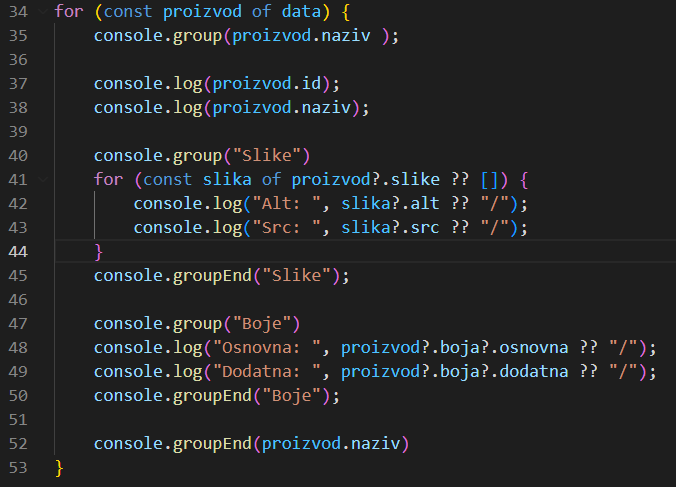 34 for (const proizvod of data) {
35     console.group(proizvod.naziv );
36
37     console.log(proizvod.id);
38     console.log(proizvod.naziv);
39
40     console.group("Slike")
41     for (const slika of proizvod?.slike ?? []) {
42         console.log("Alt: ", slika?.alt ?? "/");
43         console.log("Src: ", slika?.src ?? "/");
44     }
45     console.groupEnd("Slike");
46
47     console.group("Boje")
48     console.log("Osnovna: ", proizvod?.boja?.osnovna ?? "/");
49     console.log("Dodatna: ", proizvod?.boja?.dodatna ?? "/");
50     console.groupEnd("Boje");
51
52     console.groupEnd(proizvod.naziv)
53 }